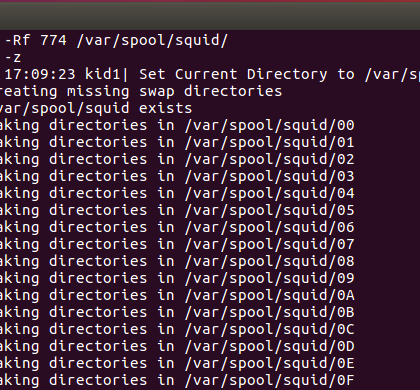 -Rf 774 /var/spool/squid/
-z
17:09:23 kid1| Set Current Directory to /var/sp
reating missing swap directories
var/spool/squid exists
aking directories in /var/spool/squid/00
aking directories in /var/spool/squid/01
aking directories in /var/spool/squid/02
aking directories in /var/spool/squid/03
aking directories in /var/spool/squid/04
aking directories in /var/spool/squid/05
aking directories in /var/spool/squid/06
aking directories in /var/spool/squid/07
aking directories in /var/spool/squid/08
aking directories in /var/spool/squid/09
aking directories in /var/spool/squid/0A
aking directories in /var/spool/squid/0B
aking directories in /var/spool/squid/0C
aking directories in /var/spool/squid/0D
aking directories in /var/spool/squid/0E
aking directories in /var/spool/squid/0F